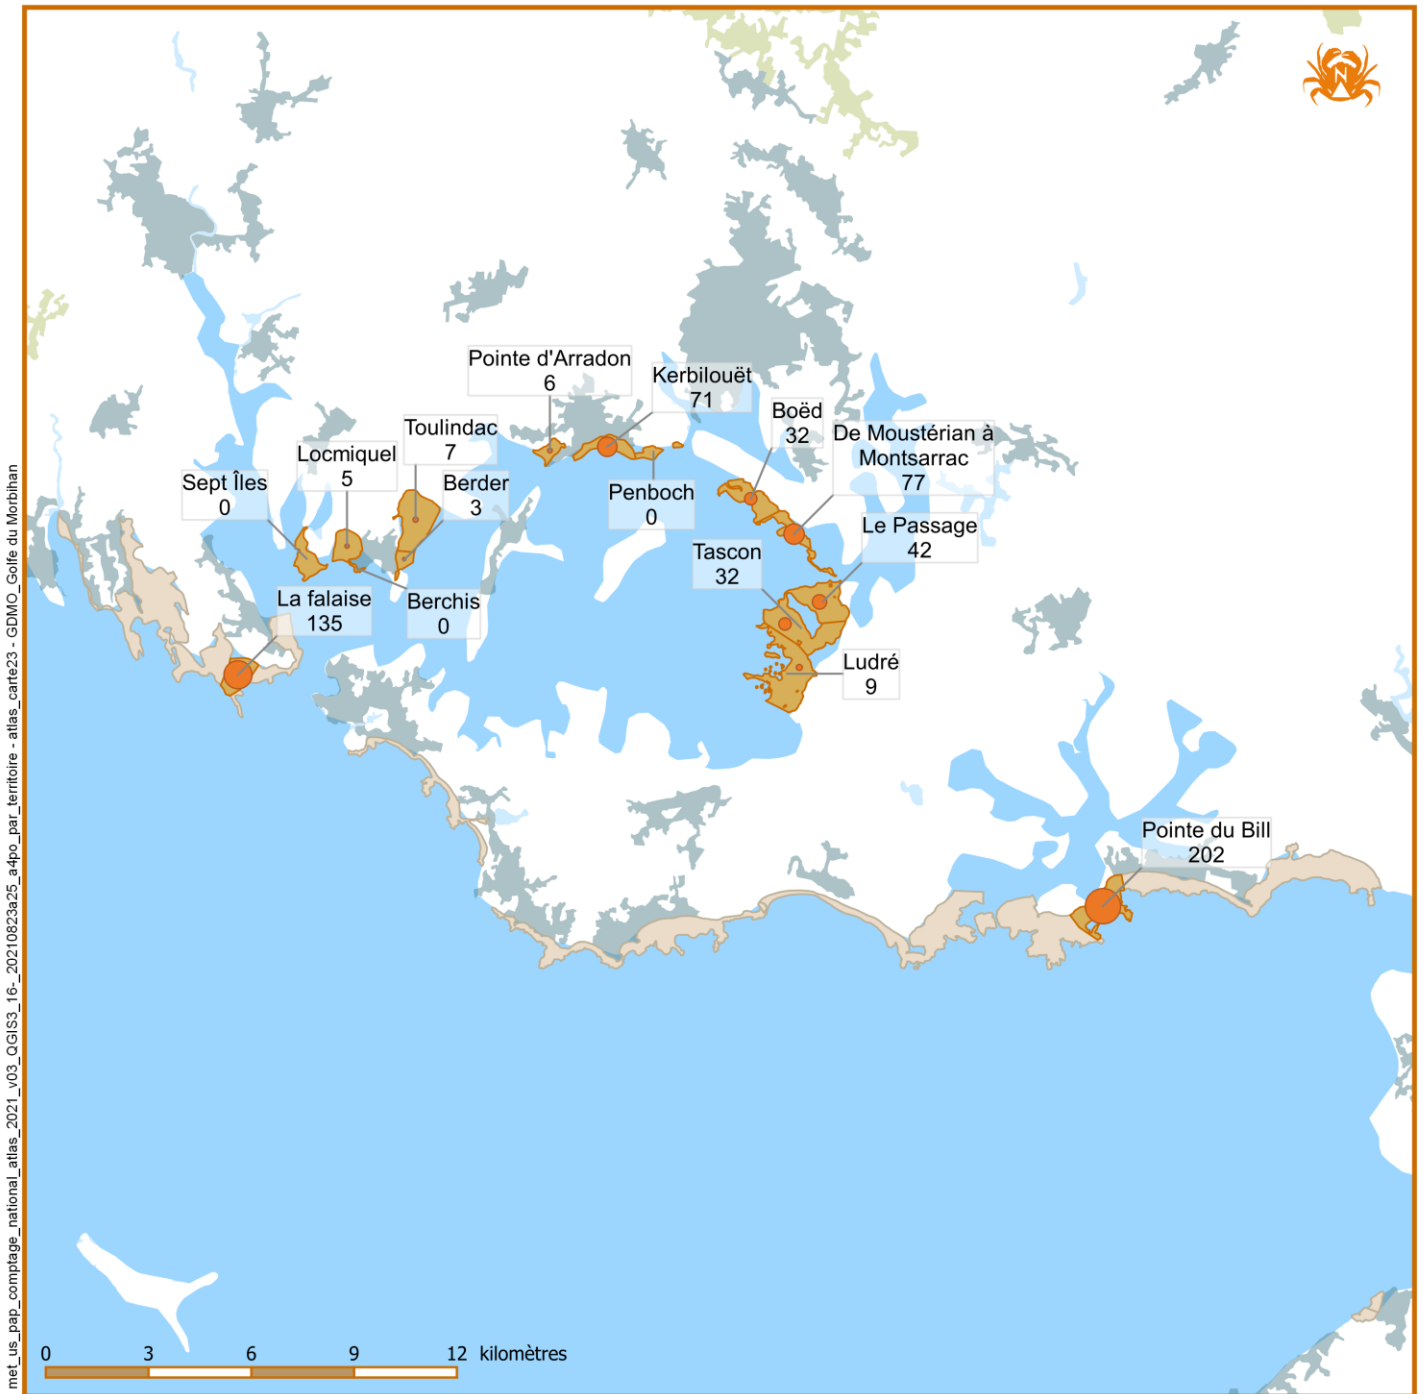 N
Pointe d'Arradon
6
Kerbilouët
71
Boëd
32
De Moustérian à
Montsarrac
77
Toulindac
7
Locmiquel
5
Sept Îles
0
Berder
3
Penboch
0
Le Passage
42
Tascon
32
La falaise
135
Berchis
0
Ludré
9
Pointe du Bill
202
0 3 6 9 12 kilomètres
met_us_pap_comptage_national_atlas_2021_v03_QGIS3_16-_20210823a25_a4po_par_territoire - atlas_carte23 - GDMO_Golfe du Morbihan